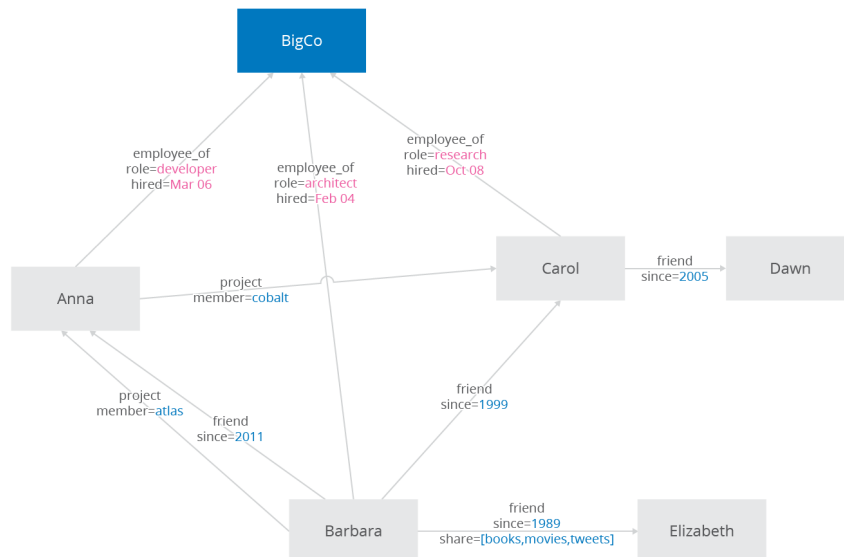 BigCo
employee_of
role=developer
hired=Mar 06
employee_of
role=architect
hired=Feb 04
employee_of
role=research
hired=Oct 08
Anna
project
member=cobalt
Carol
friend
since=2005
Dawn
project
member=atlas
friend
since=2011
friend
since=1999
Barbara
friend
since=1989
share=[books,movies,tweets]
Elizabeth